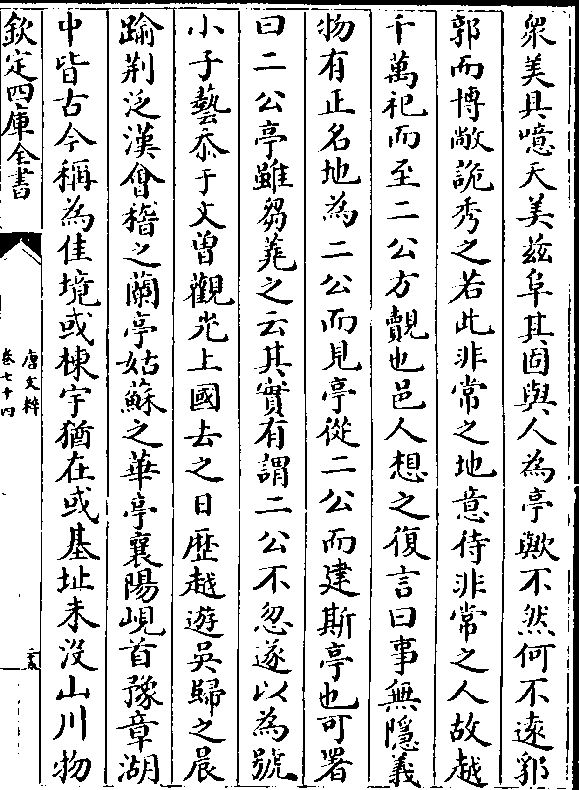 衆美具噫天美兹阜其固與人為亭歟不然何不逺郛
郭而博敞詭秀之若此非常之地意待非常之人故越
千萬祀而至二公方覿也邑人想之復言曰事無隱義
物有正名地為二公而見亭從二公而建斯亭也可署
曰二公亭雖芻蕘之云其實有謂二公不忽遂以為號
小子藝忝于文曽觀光上國去之日歴越遊吳歸之晨
踰荆泛漢會稽之蘭亭姑蘇之華亭襄陽峴首豫章湖
中皆古今稱為佳境或棟宇猶在或基址未沒山川物
欽定四庫全書
唐文粹
卷七十四